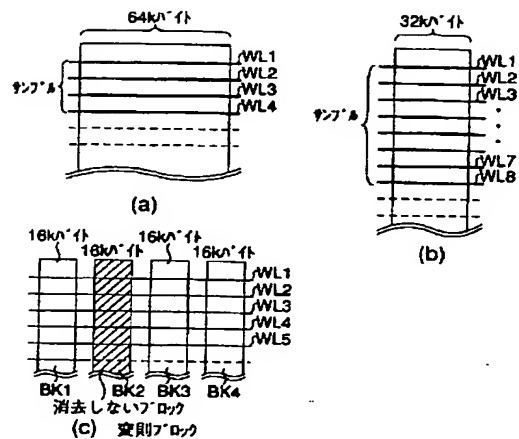 64kバイト
WL1
WL2
WL3
WL4
サンプル
(a)
32kバイト
WL1
WL2
WL3
WL7
WL8
サンプル
(b)
16kバイト 16kバイト 16kバイト 16kバイト
WL1
WL2
WL3
WL4
WL5
BK1 BK2 BK3 BK4
消去しないブロック
(c) 変則ブロック